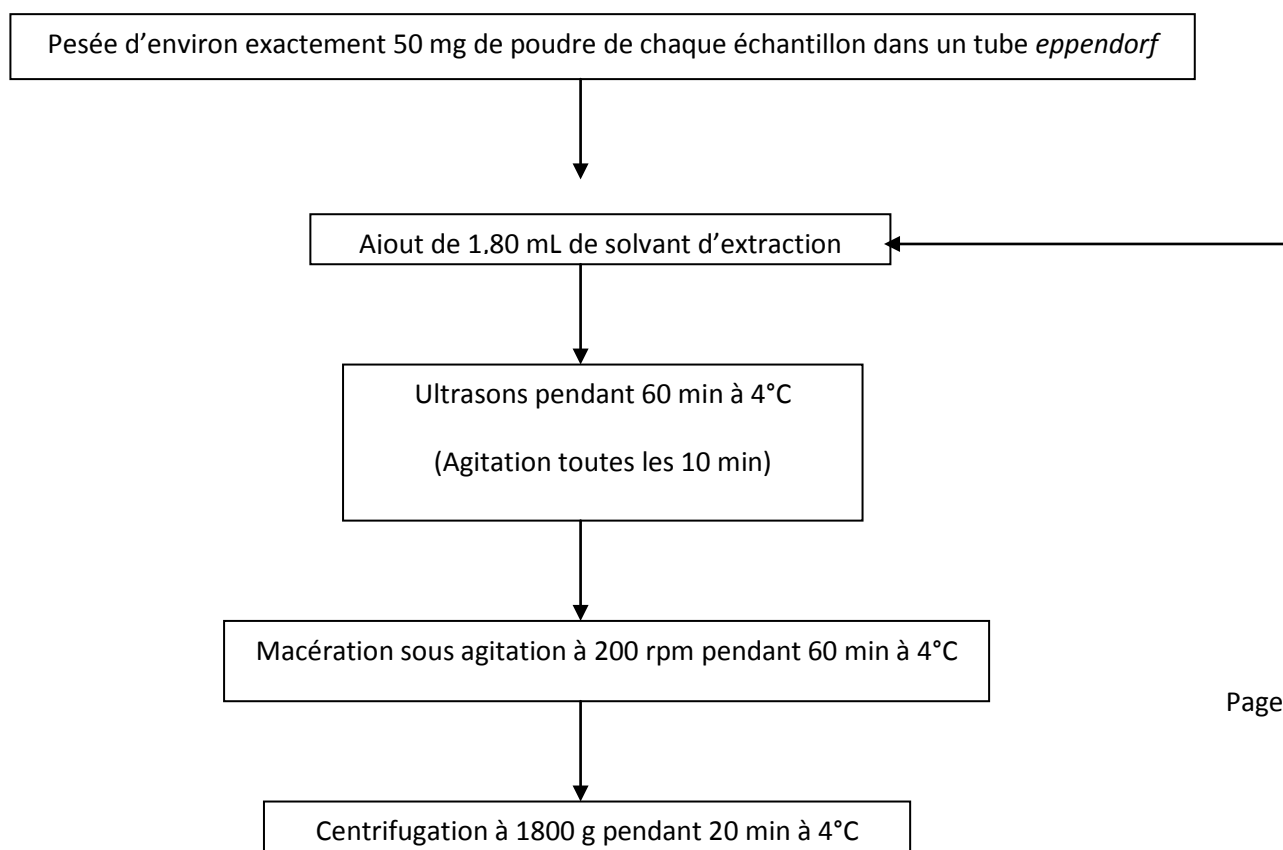 Pesée d’environ exactement 50 mg de poudre de chaque échantillon dans un tube eppendorf
Ajout de 1,80 mL de solvant d’extraction
Ultrasons pendant 60 min à 4°C
(Agitation toutes les 10 min)
Macération sous agitation à 200 rpm pendant 60 min à 4°C
Page
Centrifugation à 1800 g pendant 20 min à 4°C